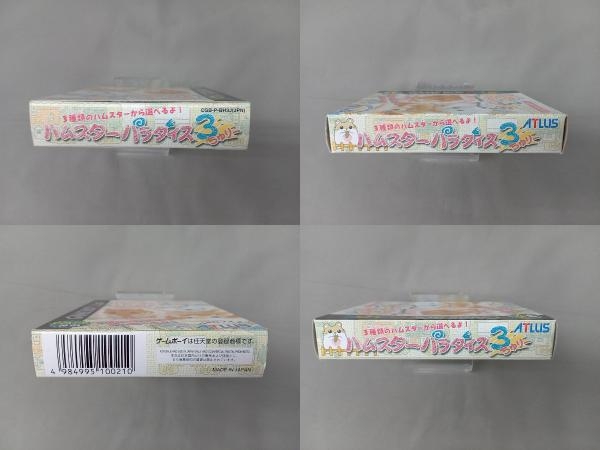 CGB-P-BH3J(JPN)
3種類のハムスターから選べるよ!
ハムスターパラダイス3
3種類のハムスターから選べるよ!
ATLUS
ハムスターパラダイス3
ゲームボーイは任天堂の登録商標です。
MADE IN JAPAN
4 984995 100210
3種類のハムスターから選べるよ!
ATLUS
ハムスターパラダイス3